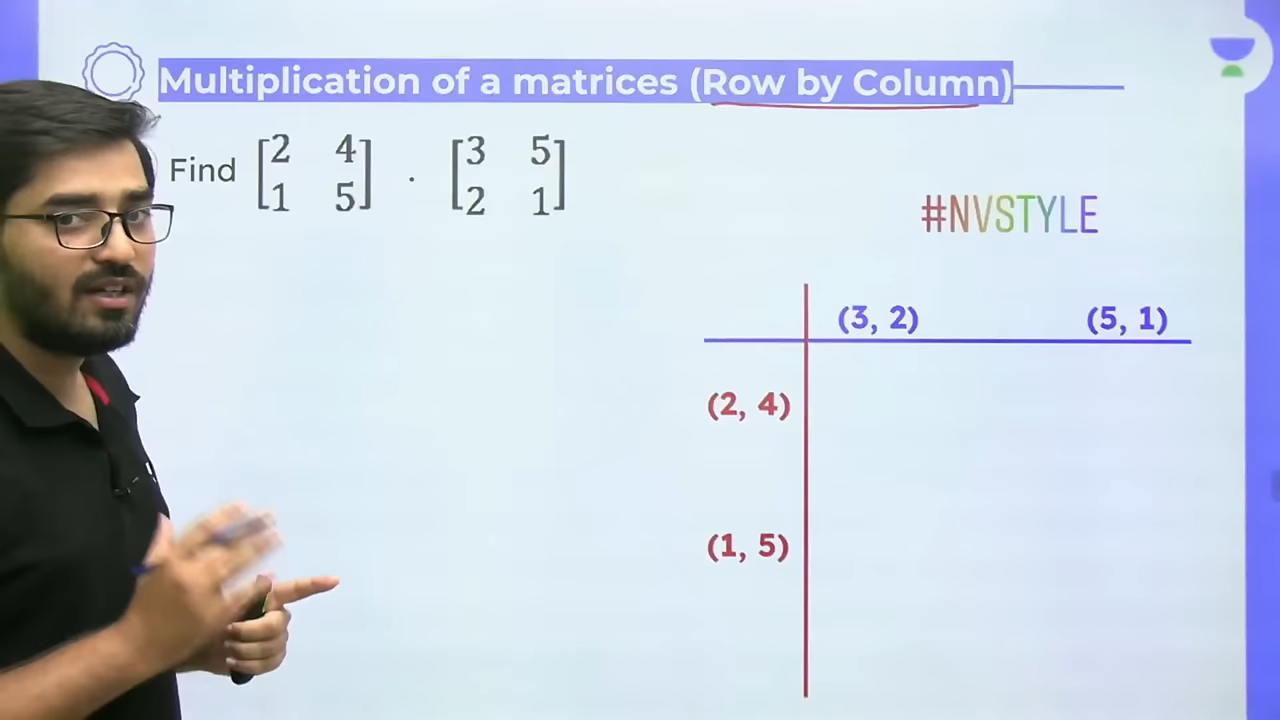 Multiplication of a matrices (Row by Column)
Find [2 4] . [3 5]
[1 5] [2 1]
#NVSTYLE
(3, 2) (5, 1)
(2, 4)
(1, 5)